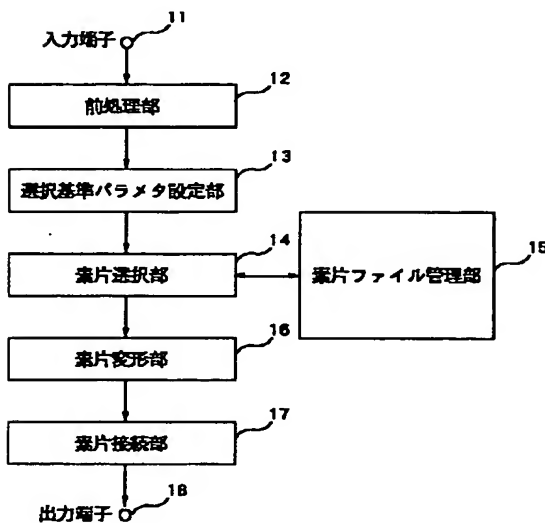 入力端子
11
12
前処理部
13
選択基準パラメタ設定部
14
素片選択部
15
素片ファイル管理部
16
素片変形部
17
素片接続部
出力端子
18